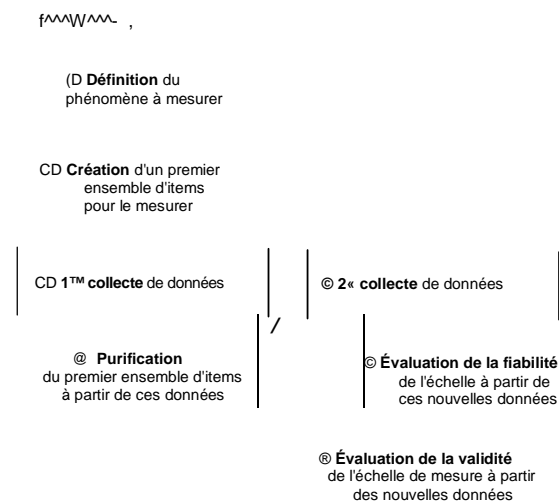 f^^^W^^^- ,
(D Définition du
phénomène à mesurer
CD Création d'un premier
ensemble d'items
pour le mesurer
CD 1™ collecte de données
@ Purification
du premier ensemble d'items
à partir de ces données
© 2« collecte de données
© Évaluation de la fiabilité
de l'échelle à partir de
ces nouvelles données
® Évaluation de la validité
de l'échelle de mesure à partir
des nouvelles données